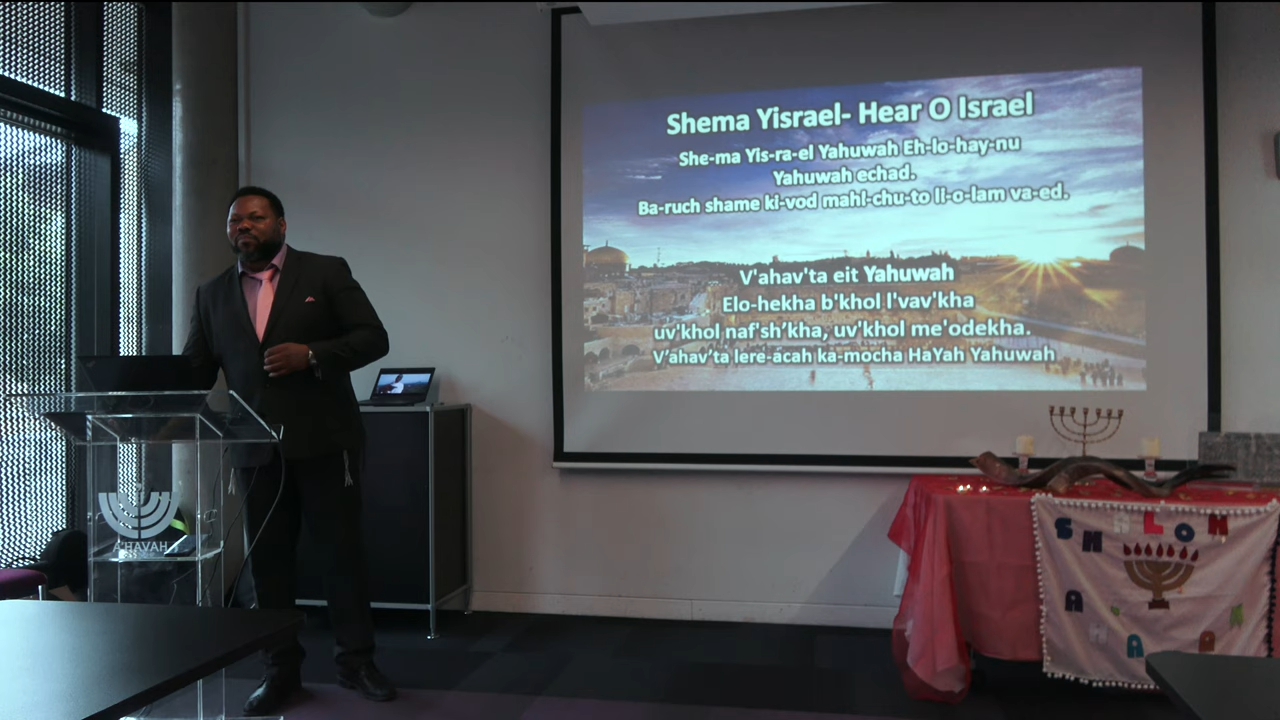 Shema Yisrael- Hear O Israel
She-ma Yis-ra-el Yahuwah Eh-lo-hay-nu
Yahuwah echad.
Ba-ruch shame ki-vod mahl-chu-to li-o-lam va-ed.
V'ahav'ta eit Yahuwah
Elo-hekha b'khol l'vav'kha
uv'khol naf'sh’kha, uv’khol me'odekha.
V’ahav’ta lere-acah ka-mocha HaYah Yahuwah
AHAVAH
SHALOM
AHAVA